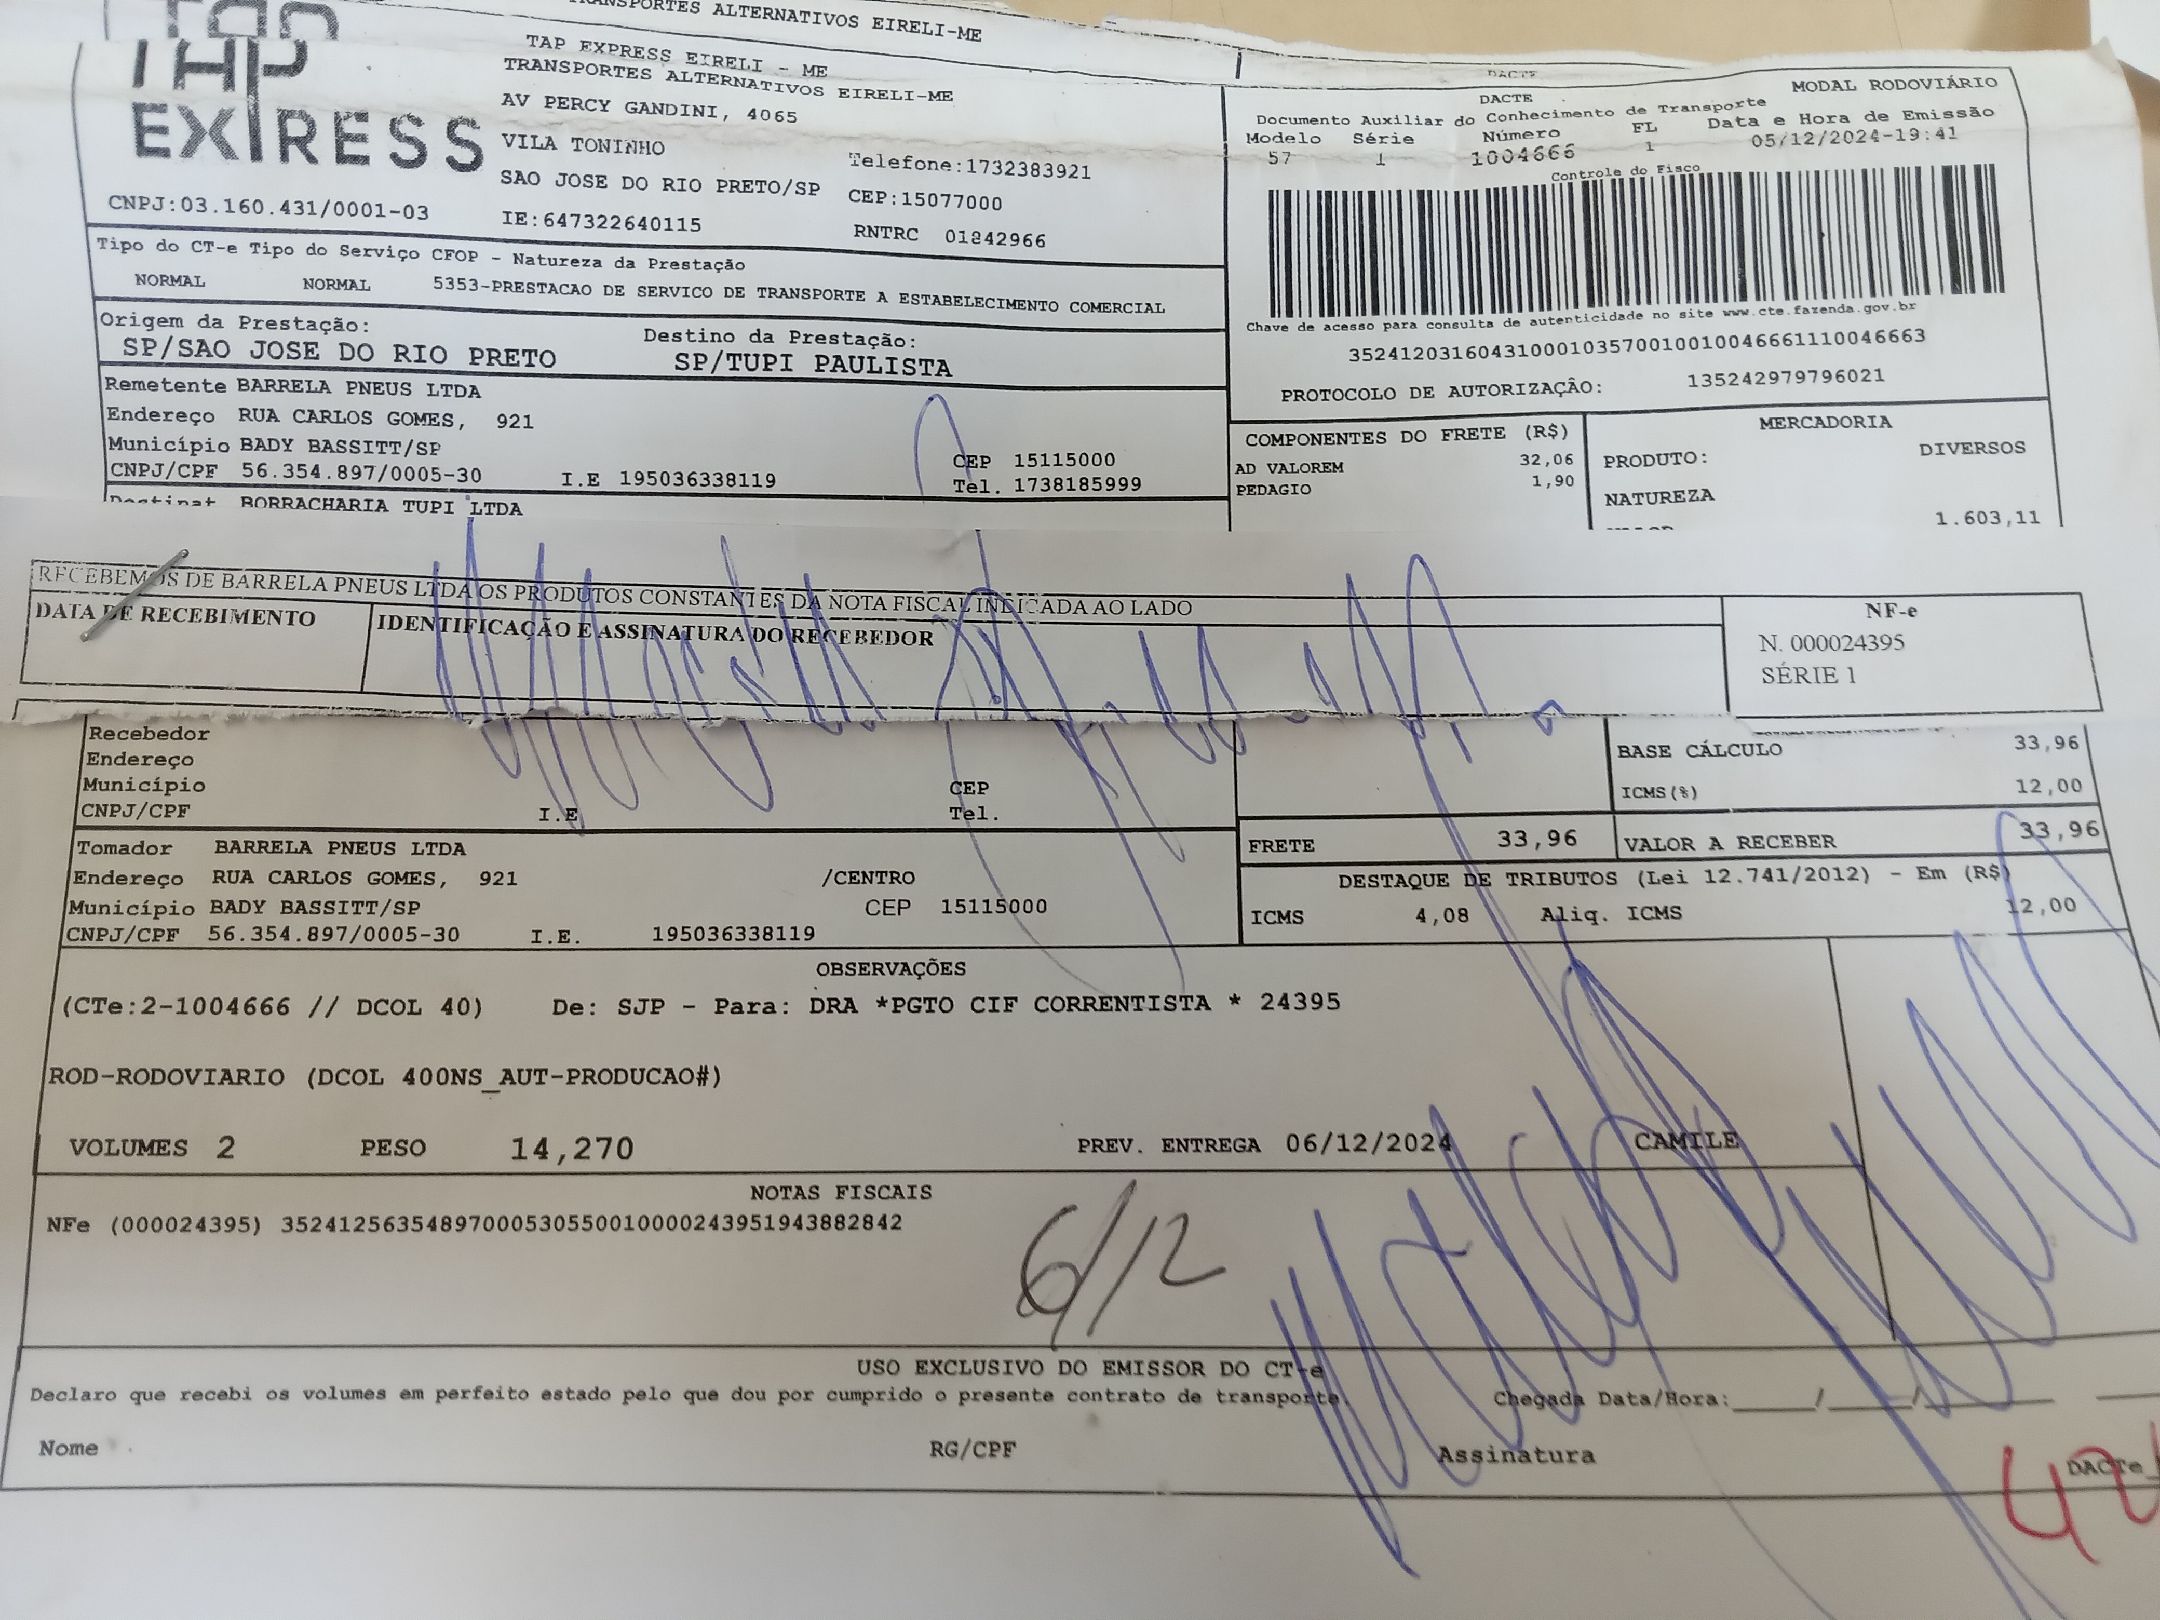 TRANSPORTES ALTERNATIVOS EIRELI-ME
TAP
EXPRESS
TAP EXPRESS EIRELI - ME
TRANSPORTES ALTERNATIVOS EIRELI-ME
AV PERCY GANDINI, 4065
VILA TONINHO
Telefone:1732383921
SAO JOSE DO RIO PRETO/SP CEP:15077000
CNPJ:03.160.431/0001-03 IE:647322640115 RNTRC 01842966
DACTE
DACTE MODAL RODOVIÁRIO
Documento Auxiliar do Conhecimento de Transporte
Modelo Série Número FL Data e Hora de Emissão
57 1 1004666 1 05/12/2024-19:41
Controle do Fisco
Chave de acesso para consulta de autenticidade no site www.cte.fazenda.gov.br
35241203160431000103570010010046661110046663
PROTOCOLO DE AUTORIZAÇÃO: 135242979796021
Tipo do CT-e Tipo do Serviço CFOP - Natureza da Prestação
NORMAL NORMAL 5353-PRESTACAO DE SERVICO DE TRANSPORTE A ESTABELECIMENTO COMERCIAL
Origem da Prestação: Destino da Prestação:
SP/SAO JOSE DO RIO PRETO SP/TUPI PAULISTA
Remetente BARRELA PNEUS LTDA
Endereço RUA CARLOS GOMES, 921
Município BADY BASSITT/SP CEP 15115000
CNPJ/CPF 56.354.897/0005-30 I.E 195036338119 Tel. 1738185999
Destinat BORRACHARIA TUPI LTDA
COMPONENTES DO FRETE (R$)
AD VALOREM 32,06
PEDAGIO 1,90
MERCADORIA
PRODUTO: DIVERSOS
NATUREZA
VALOR 1.603,11
RECEBEMOS DE BARRELA PNEUS LTDA OS PRODUTOS CONSTANTES DA NOTA FISCAL INDICADA AO LADO
DATA DE RECEBIMENTO IDENTIFICAÇÃO E ASSINATURA DO RECEBEDOR
NF-e
N. 000024395
SÉRIE 1
Recebedor
Endereço
Município CEP
CNPJ/CPF I.E Tel.
BASE CÁLCULO 33,96
ICMS(%) 12,00
FRETE 33,96 VALOR A RECEBER 33,96
Tomador BARRELA PNEUS LTDA
Endereço RUA CARLOS GOMES, 921 /CENTRO
Município BADY BASSITT/SP CEP 15115000
CNPJ/CPF 56.354.897/0005-30 I.E. 195036338119
DESTAQUE DE TRIBUTOS (Lei 12.741/2012) - Em (R$)
ICMS 4,08 Aliq. ICMS 12,00
OBSERVAÇÕES
(CTe:2-1004666 // DCOL 40) De: SJP - Para: DRA *PGTO CIF CORRENTISTA * 24395
ROD-RODOVIARIO (DCOL 400NS_AUT-PRODUCAO#)
VOLUMES 2 PESO 14,270 PREV. ENTREGA 06/12/2024 CAMILE
NOTAS FISCAIS
NFe (000024395) 35241256354897000530550010000243951943882842
6/12
USO EXCLUSIVO DO EMISSOR DO CT-e
Declaro que recebi os volumes em perfeito estado pelo que dou por cumprido o presente contrato de transporte. Chegada Data/Hora:_____/_____/_____
Nome RG/CPF Assinatura DACTe_